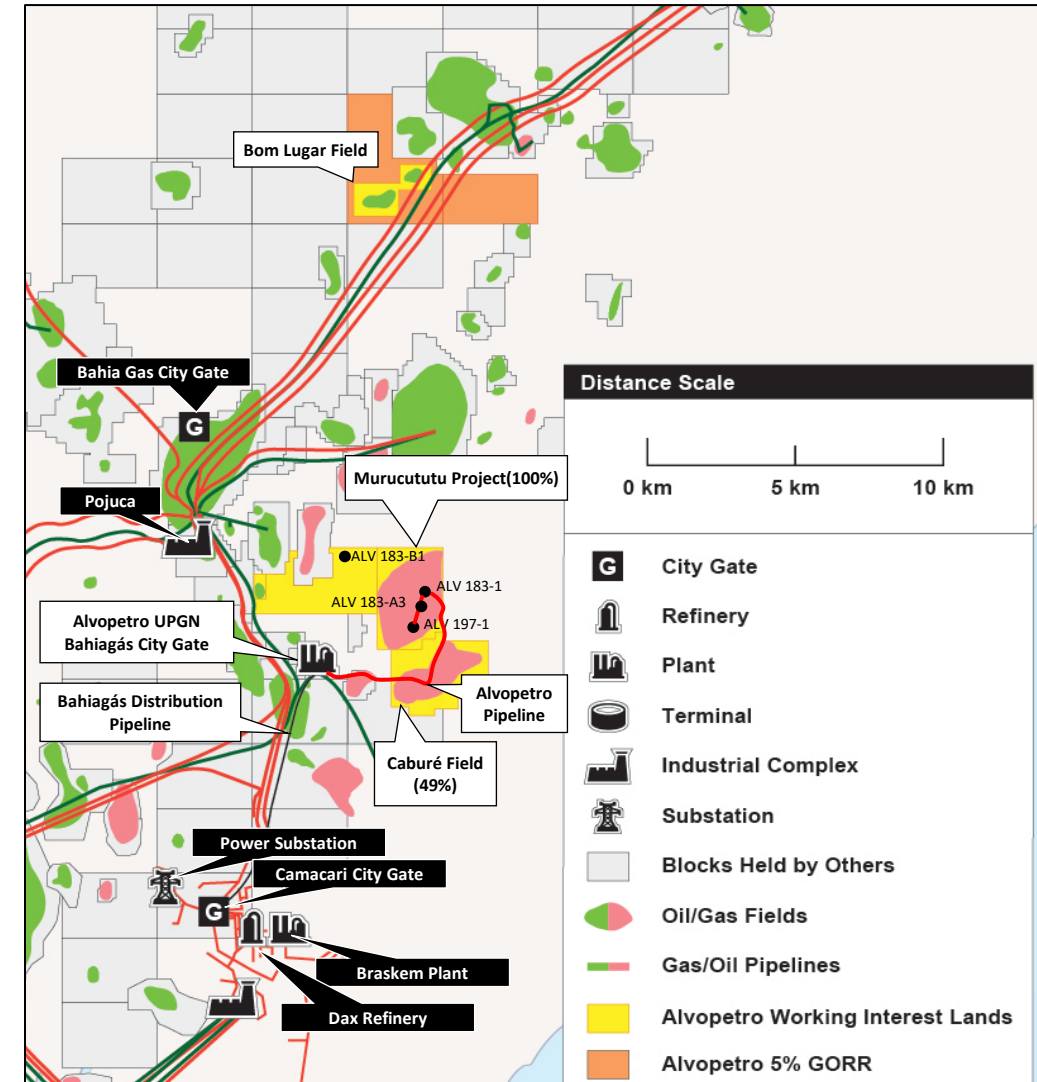 Bom Lugar Field
Bahia Gas City Gate
G
Pojuca
Murucututu Project(100%)
ALV 183-B1
ALV 183-1
ALV 183-A3
ALV 197-1
Alvopetro UPGN
Bahiagás City Gate
Bahiagás Distribution
Pipeline
Alvopetro
Pipeline
Caburé Field
(49%)
Power Substation
Camacari City Gate
G
Braskem Plant
Dax Refinery
Distance Scale
0 km
5 km
10 km
G
City Gate
Refinery
Plant
Terminal
Industrial Complex
Substation
Blocks Held by Others
Oil/Gas Fields
Gas/Oil Pipelines
Alvopetro Working Interest Lands
Alvopetro 5% GORR